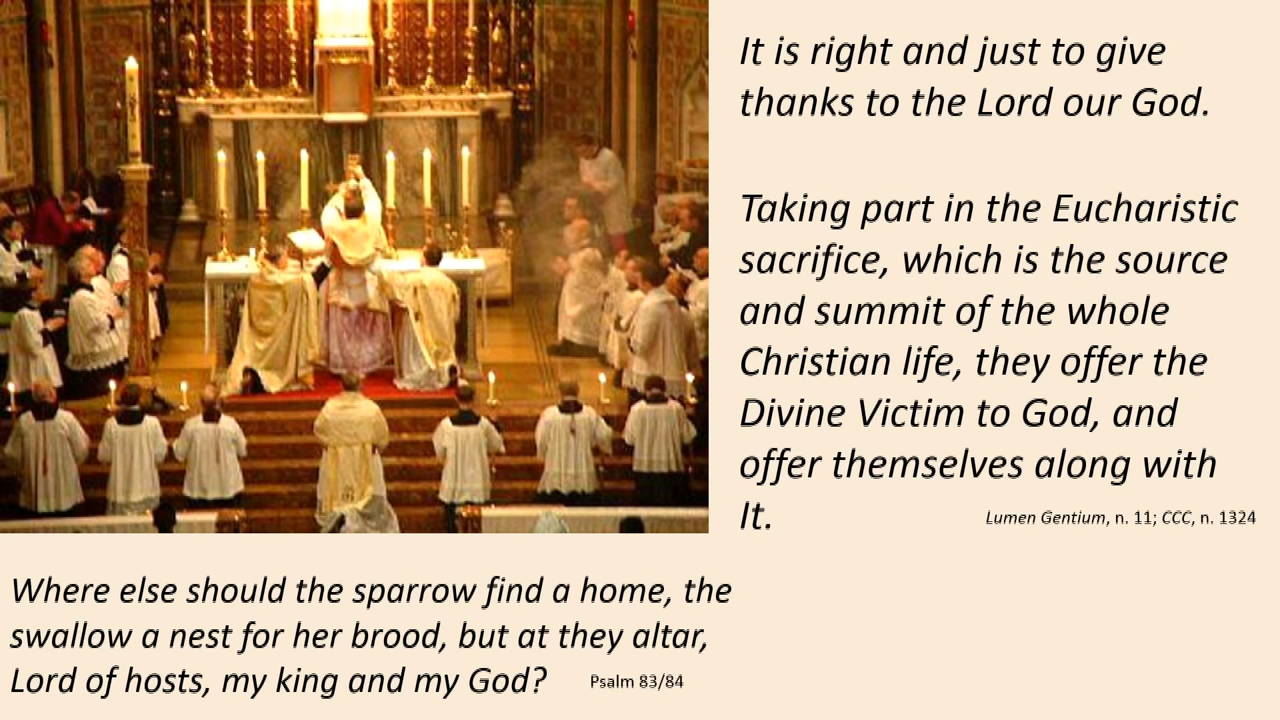 It is right and just to give
thanks to the Lord our God.
Taking part in the Eucharistic
sacrifice, which is the source
and summit of the whole
Christian life, they offer the
Divine Victim to God, and
offer themselves along with
It.
Lumen Gentium, n. 11; CCC, n. 1324
Where else should the sparrow find a home, the
swallow a nest for her brood, but at they altar,
Lord of hosts, my king and my God?
Psalm 83/84